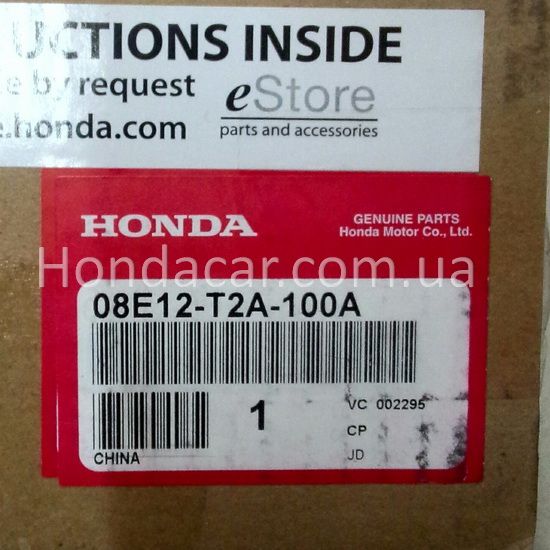 UCTIONS INSIDE
e by request
e.honda.com
eStore
parts and accessories
HONDA
GENUINE PARTS
Honda Motor Co., Ltd.
Hondacar.com.ua
08E12-T2A-100A
1
VC 002295
CP
JD
CHINA